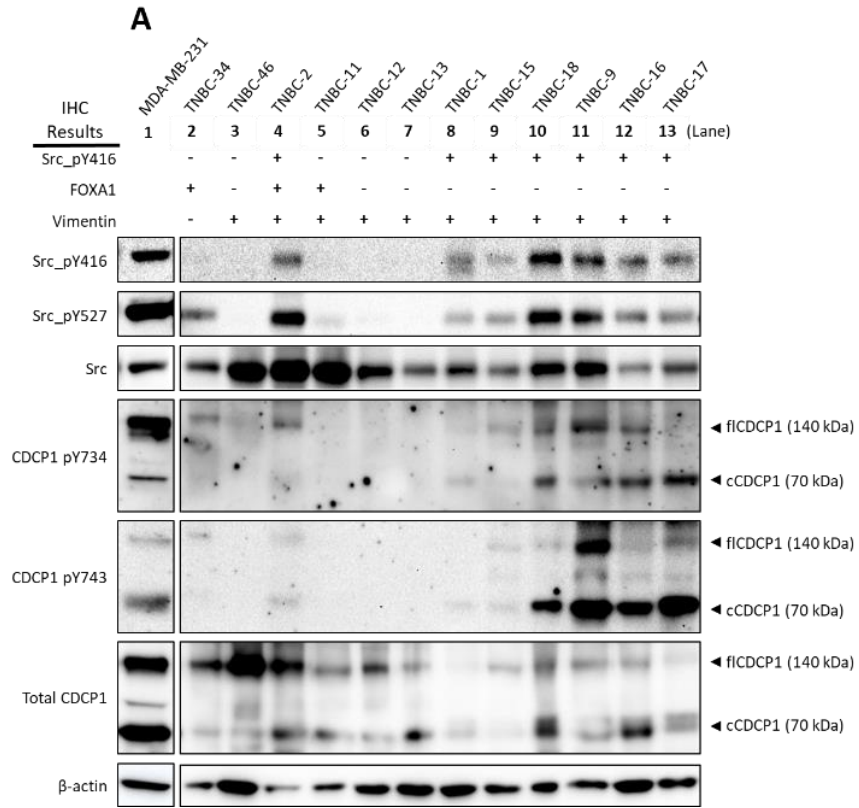 A
MDA-MB-231 TNBC-34 TNBC-46 TNBC-2 TNBC-11 TNBC-12 TNBC-13 TNBC-1 TNBC-15 TNBC-18 TNBC-9 TNBC-16 TNBC-17
IHC
Results 1 2 3 4 5 6 7 8 9 10 11 12 13 (Lane)
Src_pY416 - - + - - - + + + + + +
FOXA1 + - + + - - - - - - - -
Vimentin - + + + + + + + + + + +
Src_pY416
Src_pY527
Src
CDCP1 pY734
flCDCP1 (140 kDa)
cCDCP1 (70 kDa)
CDCP1 pY743
flCDCP1 (140 kDa)
cCDCP1 (70 kDa)
Total CDCP1
flCDCP1 (140 kDa)
cCDCP1 (70 kDa)
β-actin